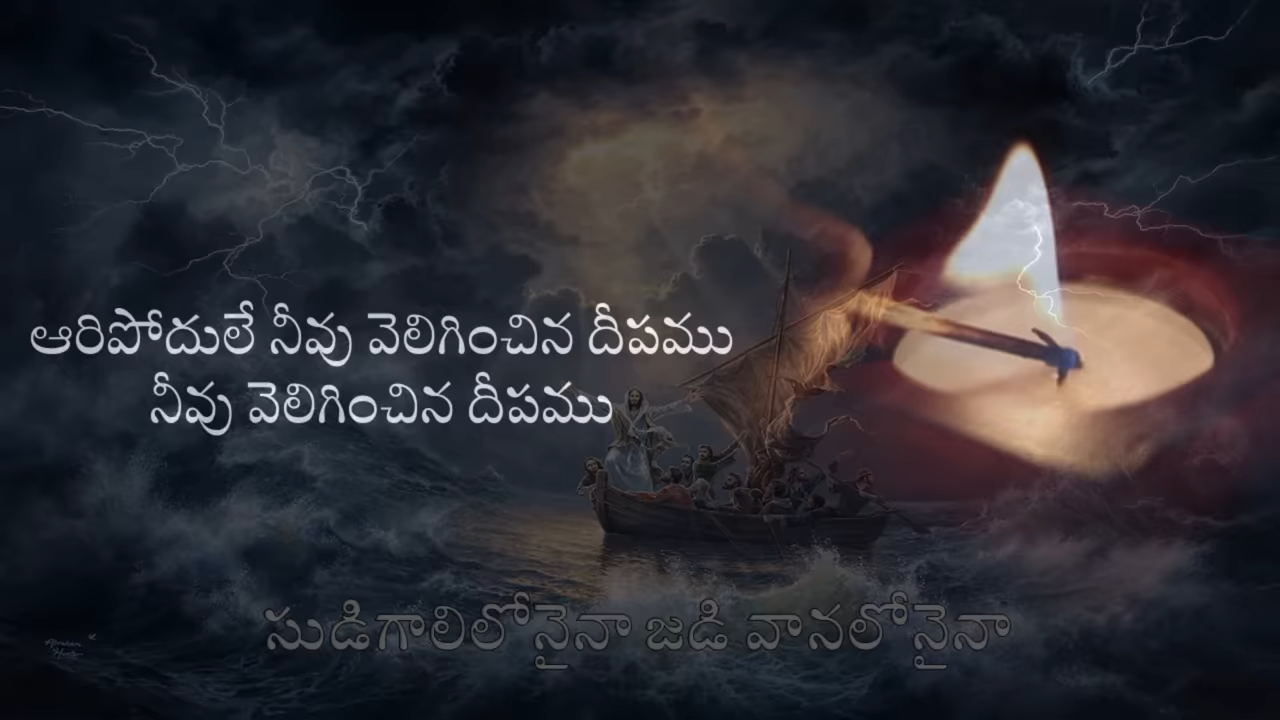 ఆరిపోదులే నీవు వెలిగించిన దీపము
నీవు వెలిగించిన దీపము
సుడిగాలిలోనైనా జడి వానలోనైనా